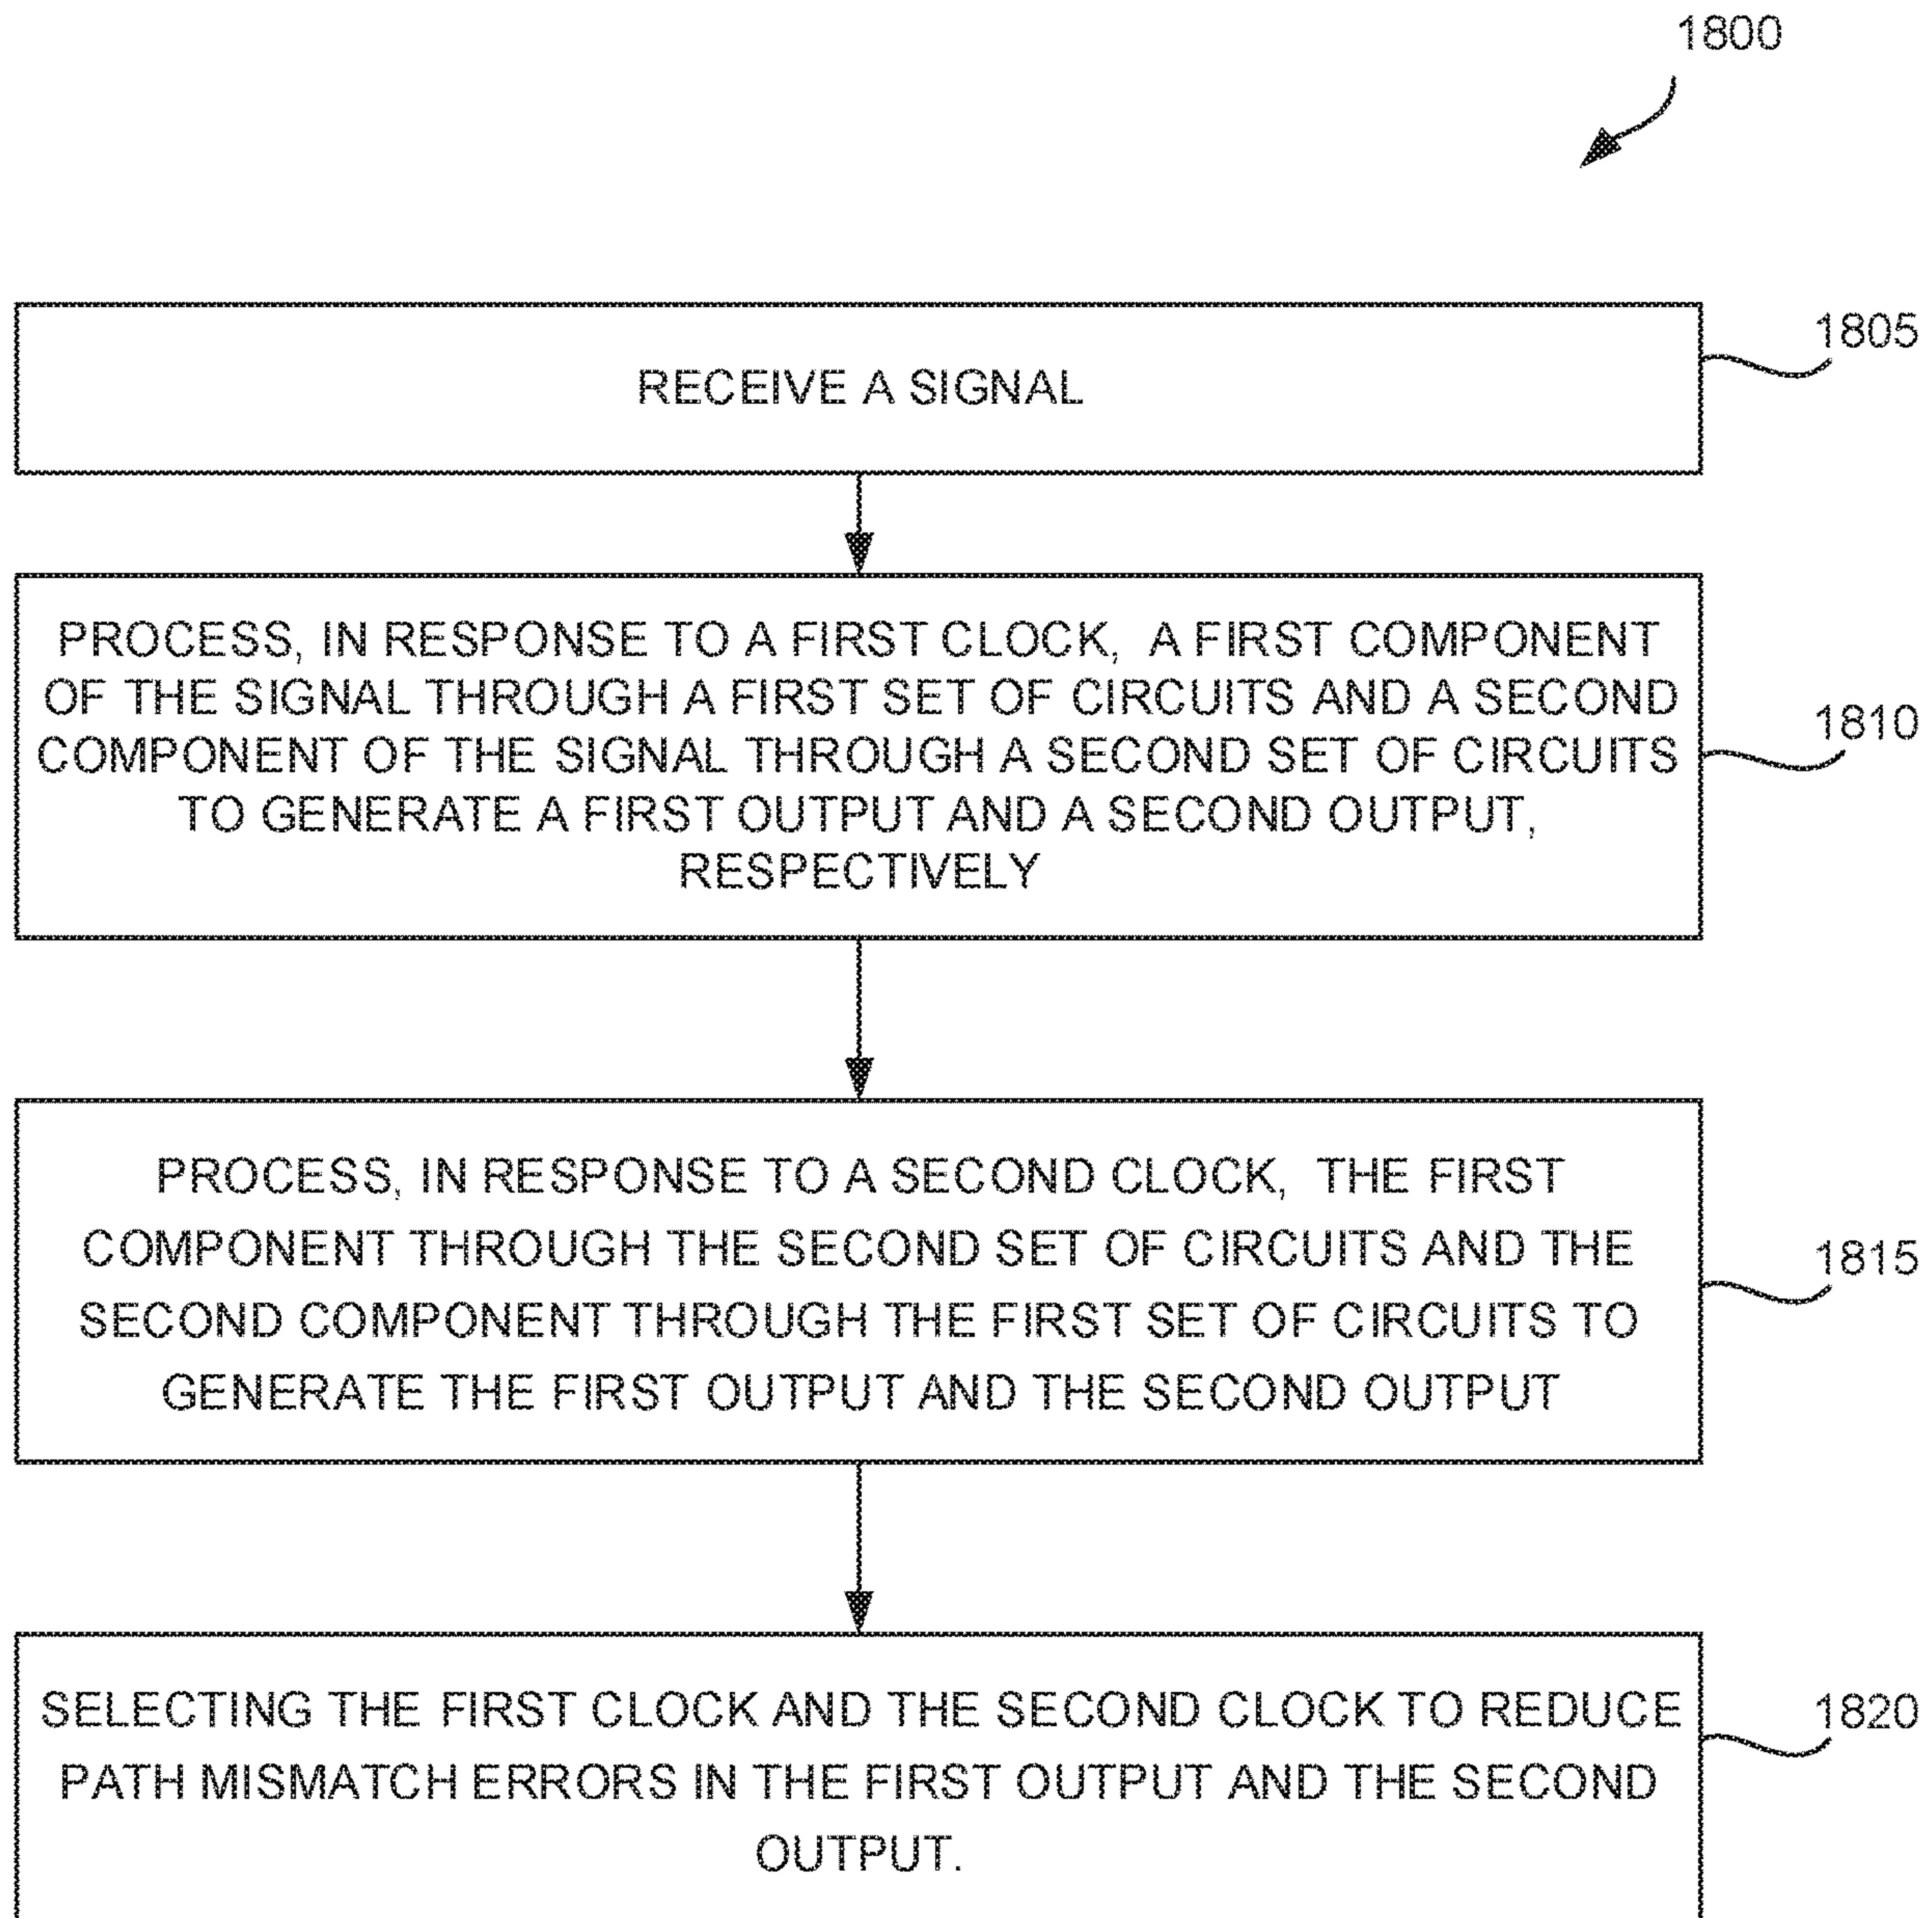 1800
RECEIVE A SIGNAL
1805
PROCESS, IN RESPONSE TO A FIRST CLOCK, A FIRST COMPONENT
OF THE SIGNAL THROUGH A FIRST SET OF CIRCUITS AND A SECOND
COMPONENT OF THE SIGNAL THROUGH A SECOND SET OF CIRCUITS
TO GENERATE A FIRST OUTPUT AND A SECOND OUTPUT,
RESPECTIVELY
1810
PROCESS, IN RESPONSE TO A SECOND CLOCK, THE FIRST
COMPONENT THROUGH THE SECOND SET OF CIRCUITS AND THE
SECOND COMPONENT THROUGH THE FIRST SET OF CIRCUITS TO
GENERATE THE FIRST OUTPUT AND THE SECOND OUTPUT
1815
SELECTING THE FIRST CLOCK AND THE SECOND CLOCK TO REDUCE
PATH MISMATCH ERRORS IN THE FIRST OUTPUT AND THE SECOND
OUTPUT.
1820